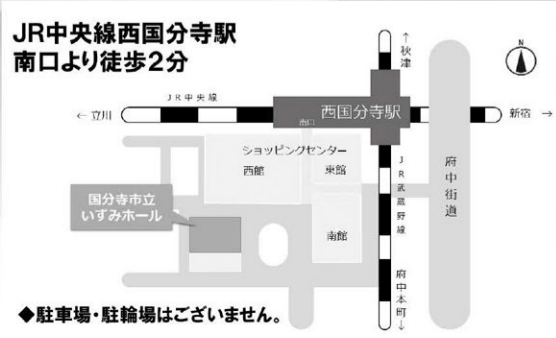 JR中央線西国分寺駅
南口より徒歩2分
N
↑
秋津
JR中央線
← 立川
西国分寺駅
南口
新宿 →
ショッピングセンター
西館
東館
南館
JR武蔵野線
府中街道
国分寺市立
いずみホール
府中本町
↓
◆駐車場・駐輪場はございません。